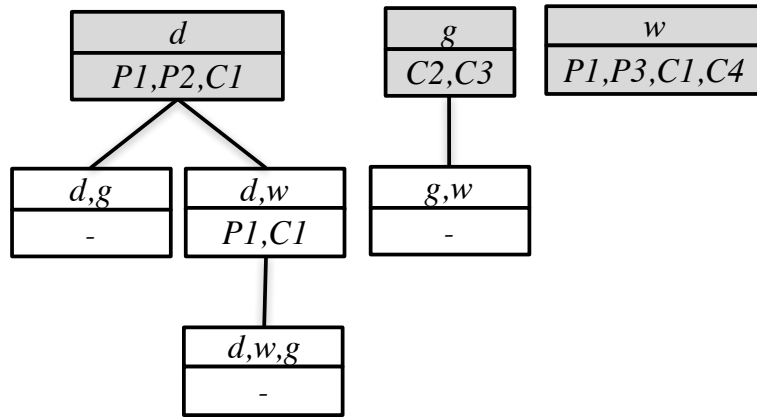 d
P1,P2,C1
g
C2,C3
w
P1,P3,C1,C4
d,g
-
d,w
P1,C1
g,w
-
d,w,g
-